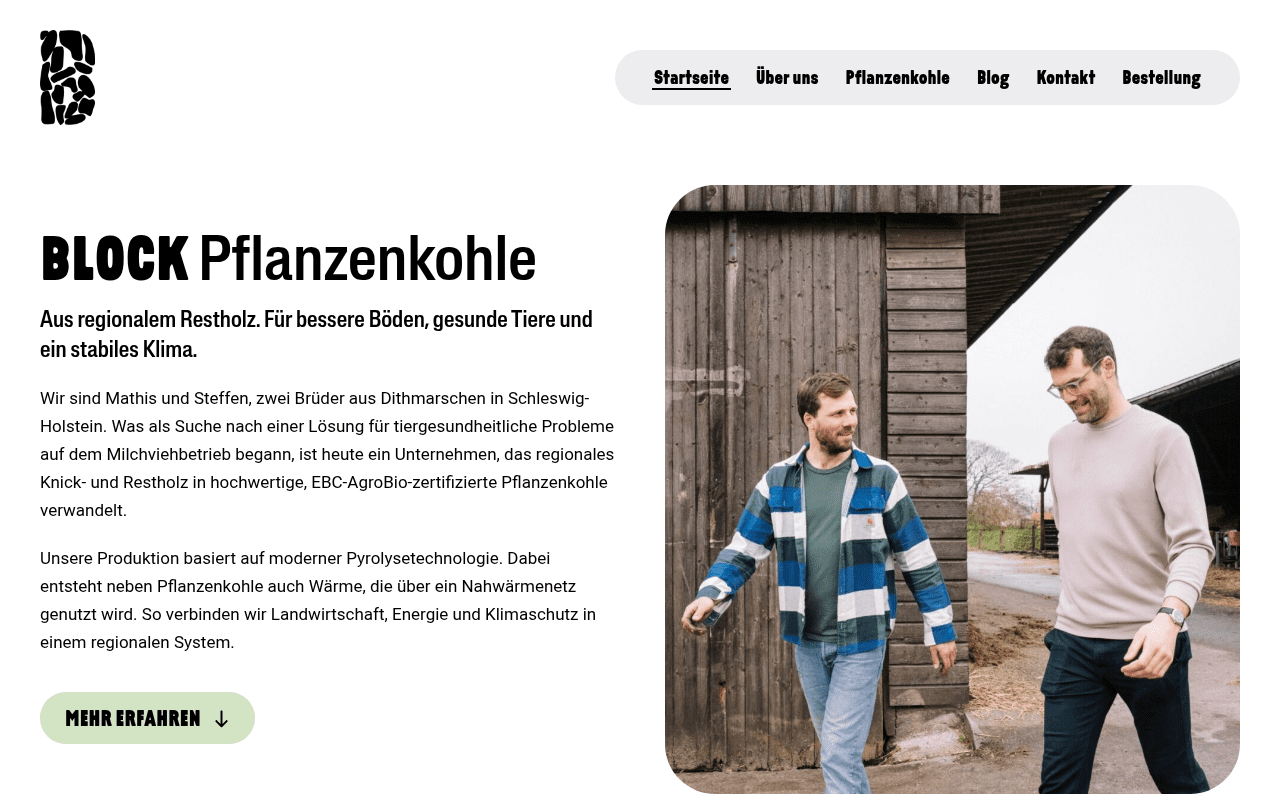 Startseite Über uns Pflanzenkohle Blog Kontakt Bestellung
BLOCK Pflanzenkohle
Aus regionalem Restholz. Für bessere Böden, gesunde Tiere und
ein stabiles Klima.
Wir sind Mathis und Steffen, zwei Brüder aus Dithmarschen in Schleswig-
Holstein. Was als Suche nach einer Lösung für tiergesundheitliche Probleme
auf dem Milchviehbetrieb begann, ist heute ein Unternehmen, das regionales
Knick- und Restholz in hochwertige, EBC-AgroBio-zertifizierte Pflanzenkohle
verwandelt.
Unsere Produktion basiert auf moderner Pyrolysetechnologie. Dabei
entsteht neben Pflanzenkohle auch Wärme, die über ein Nahwärmenetz
genutzt wird. So verbinden wir Landwirtschaft, Energie und Klimaschutz in
einem regionalen System.
MEHR ERFAHREN